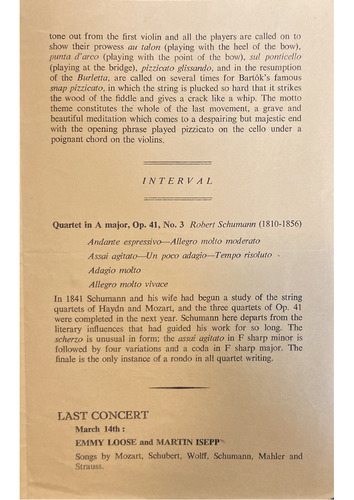 tone out from the first violin and all the players are called on to
show their prowess au talon (playing with the heel of the bow),
punta d'arco (playing with the point of the bow), sul ponticello
(playing at the bridge), pizzicato glissando, and in the resumption
of the Burletta, are called on several times for Bartók's famous
snap pizzicato, in which the string is plucked so hard that it strikes
the wood of the fiddle and gives a crack like a whip. The motto
theme constitutes the whole of the last movement, a grave and
beautiful meditation which comes to a despairing but majestic end
with the opening phrase played pizzicato on the cello under a
poignant chord on the violins.
INTERVAL
Quartet in A major, Op. 41, No. 3 Robert Schumann (1810-1856)
Andante espressivo—Allegro molto moderato
Assai agitato—Un poco adagio—Tempo risoluto
Adagio molto
Allegro molto vivace
In 1841 Schumann and his wife had begun a study of the string
quartets of Haydn and Mozart, and the three quartets of Op. 41
were completed in the next year. Schumann here departs from the
literary influences that had guided his work for so long. The
scherzo is unusual in form; the assai agitato in F sharp minor is
followed by four variations and a coda in F sharp major. The
finale is the only instance of a rondo in all quartet writing.
LAST CONCERT
March 14th :
EMMY LOOSE and MARTIN ISEPP
Songs by Mozart, Schubert, Wolff, Schumann, Mahler and
Strauss.